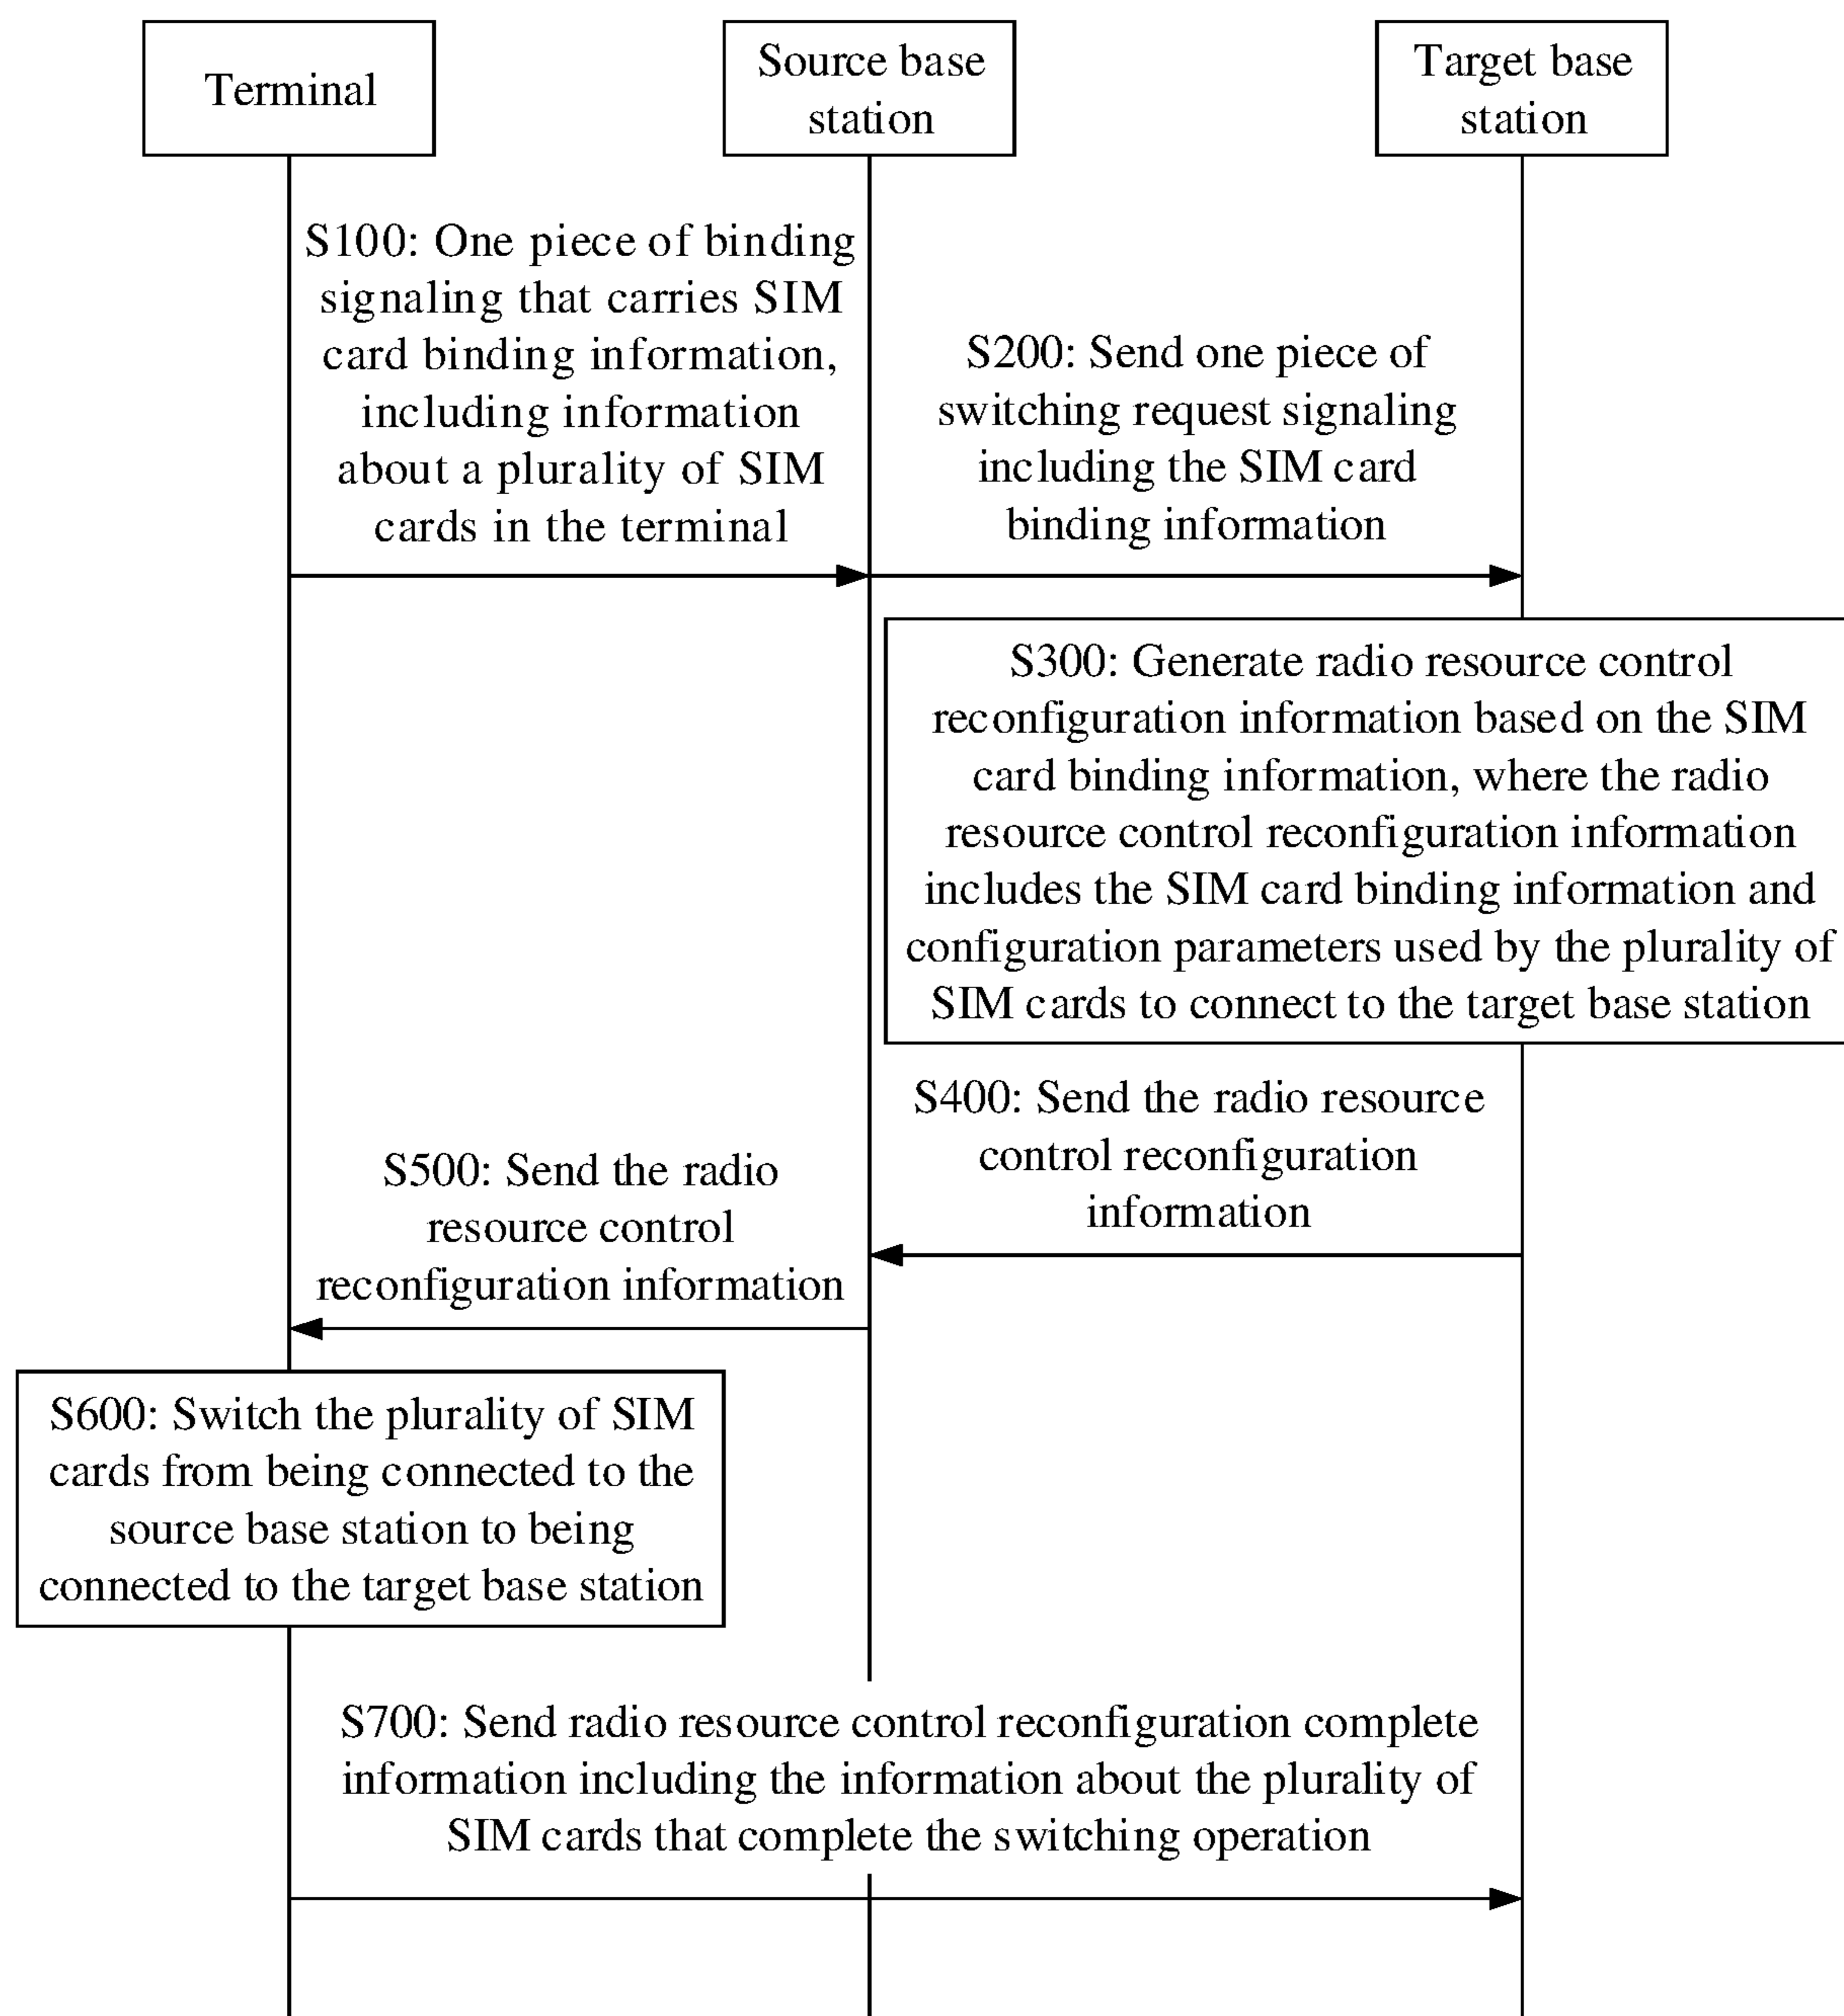 Terminal
Source base
station
Target base
station
S100: One piece of binding
signaling that carries SIM
card binding information,
including information
about a plurality of SIM
cards in the terminal
S200: Send one piece of
switching request signaling
including the SIM card
binding information
S300: Generate radio resource control
reconfiguration information based on the SIM
card binding information, where the radio
resource control reconfiguration information
includes the SIM card binding information and
configuration parameters used by the plurality of
SIM cards to connect to the target base station
S400: Send the radio resource
control reconfiguration
information
S500: Send the radio
resource control
reconfiguration information
S600: Switch the plurality of SIM
cards from being connected to the
source base station to being
connected to the target base station
S700: Send radio resource control reconfiguration complete
information including the information about the plurality of
SIM cards that complete the switching operation